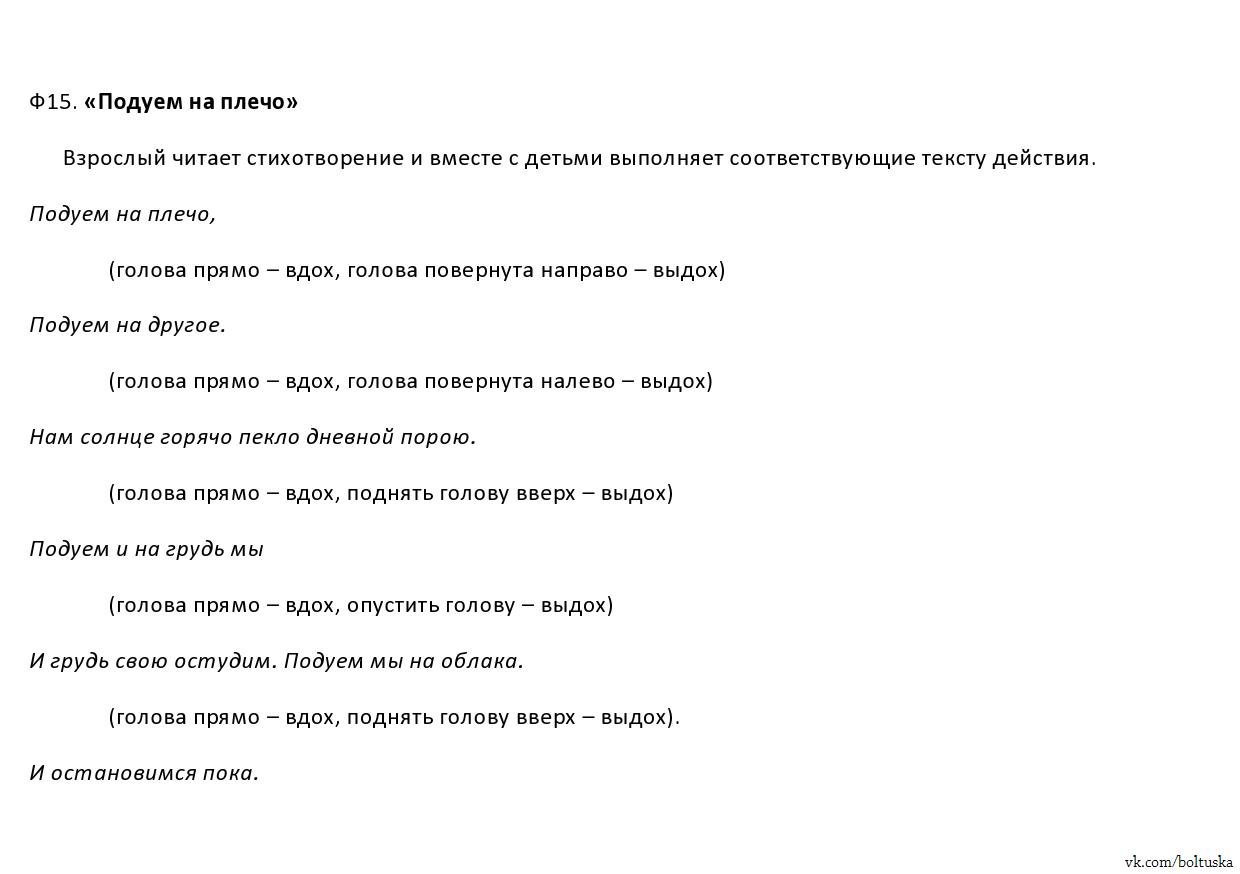 Ф15. «Подуем на плечо»
Взрослый читает стихотворение и вместе с детьми выполняет соответствующие тексту действия.
Подуем на плечо,
(голова прямо – вдох, голова повернута направо – выдох)
Подуем на другое.
(голова прямо – вдох, голова повернута налево – выдох)
Нам солнце горячо пекло дневной порою.
(голова прямо – вдох, поднять голову вверх – выдох)
Подуем и на грудь мы
(голова прямо – вдох, опустить голову – выдох)
И грудь свою остудим. Подуем мы на облака.
(голова прямо – вдох, поднять голову вверх – выдох).
И остановимся пока.
vk.com/boltuska